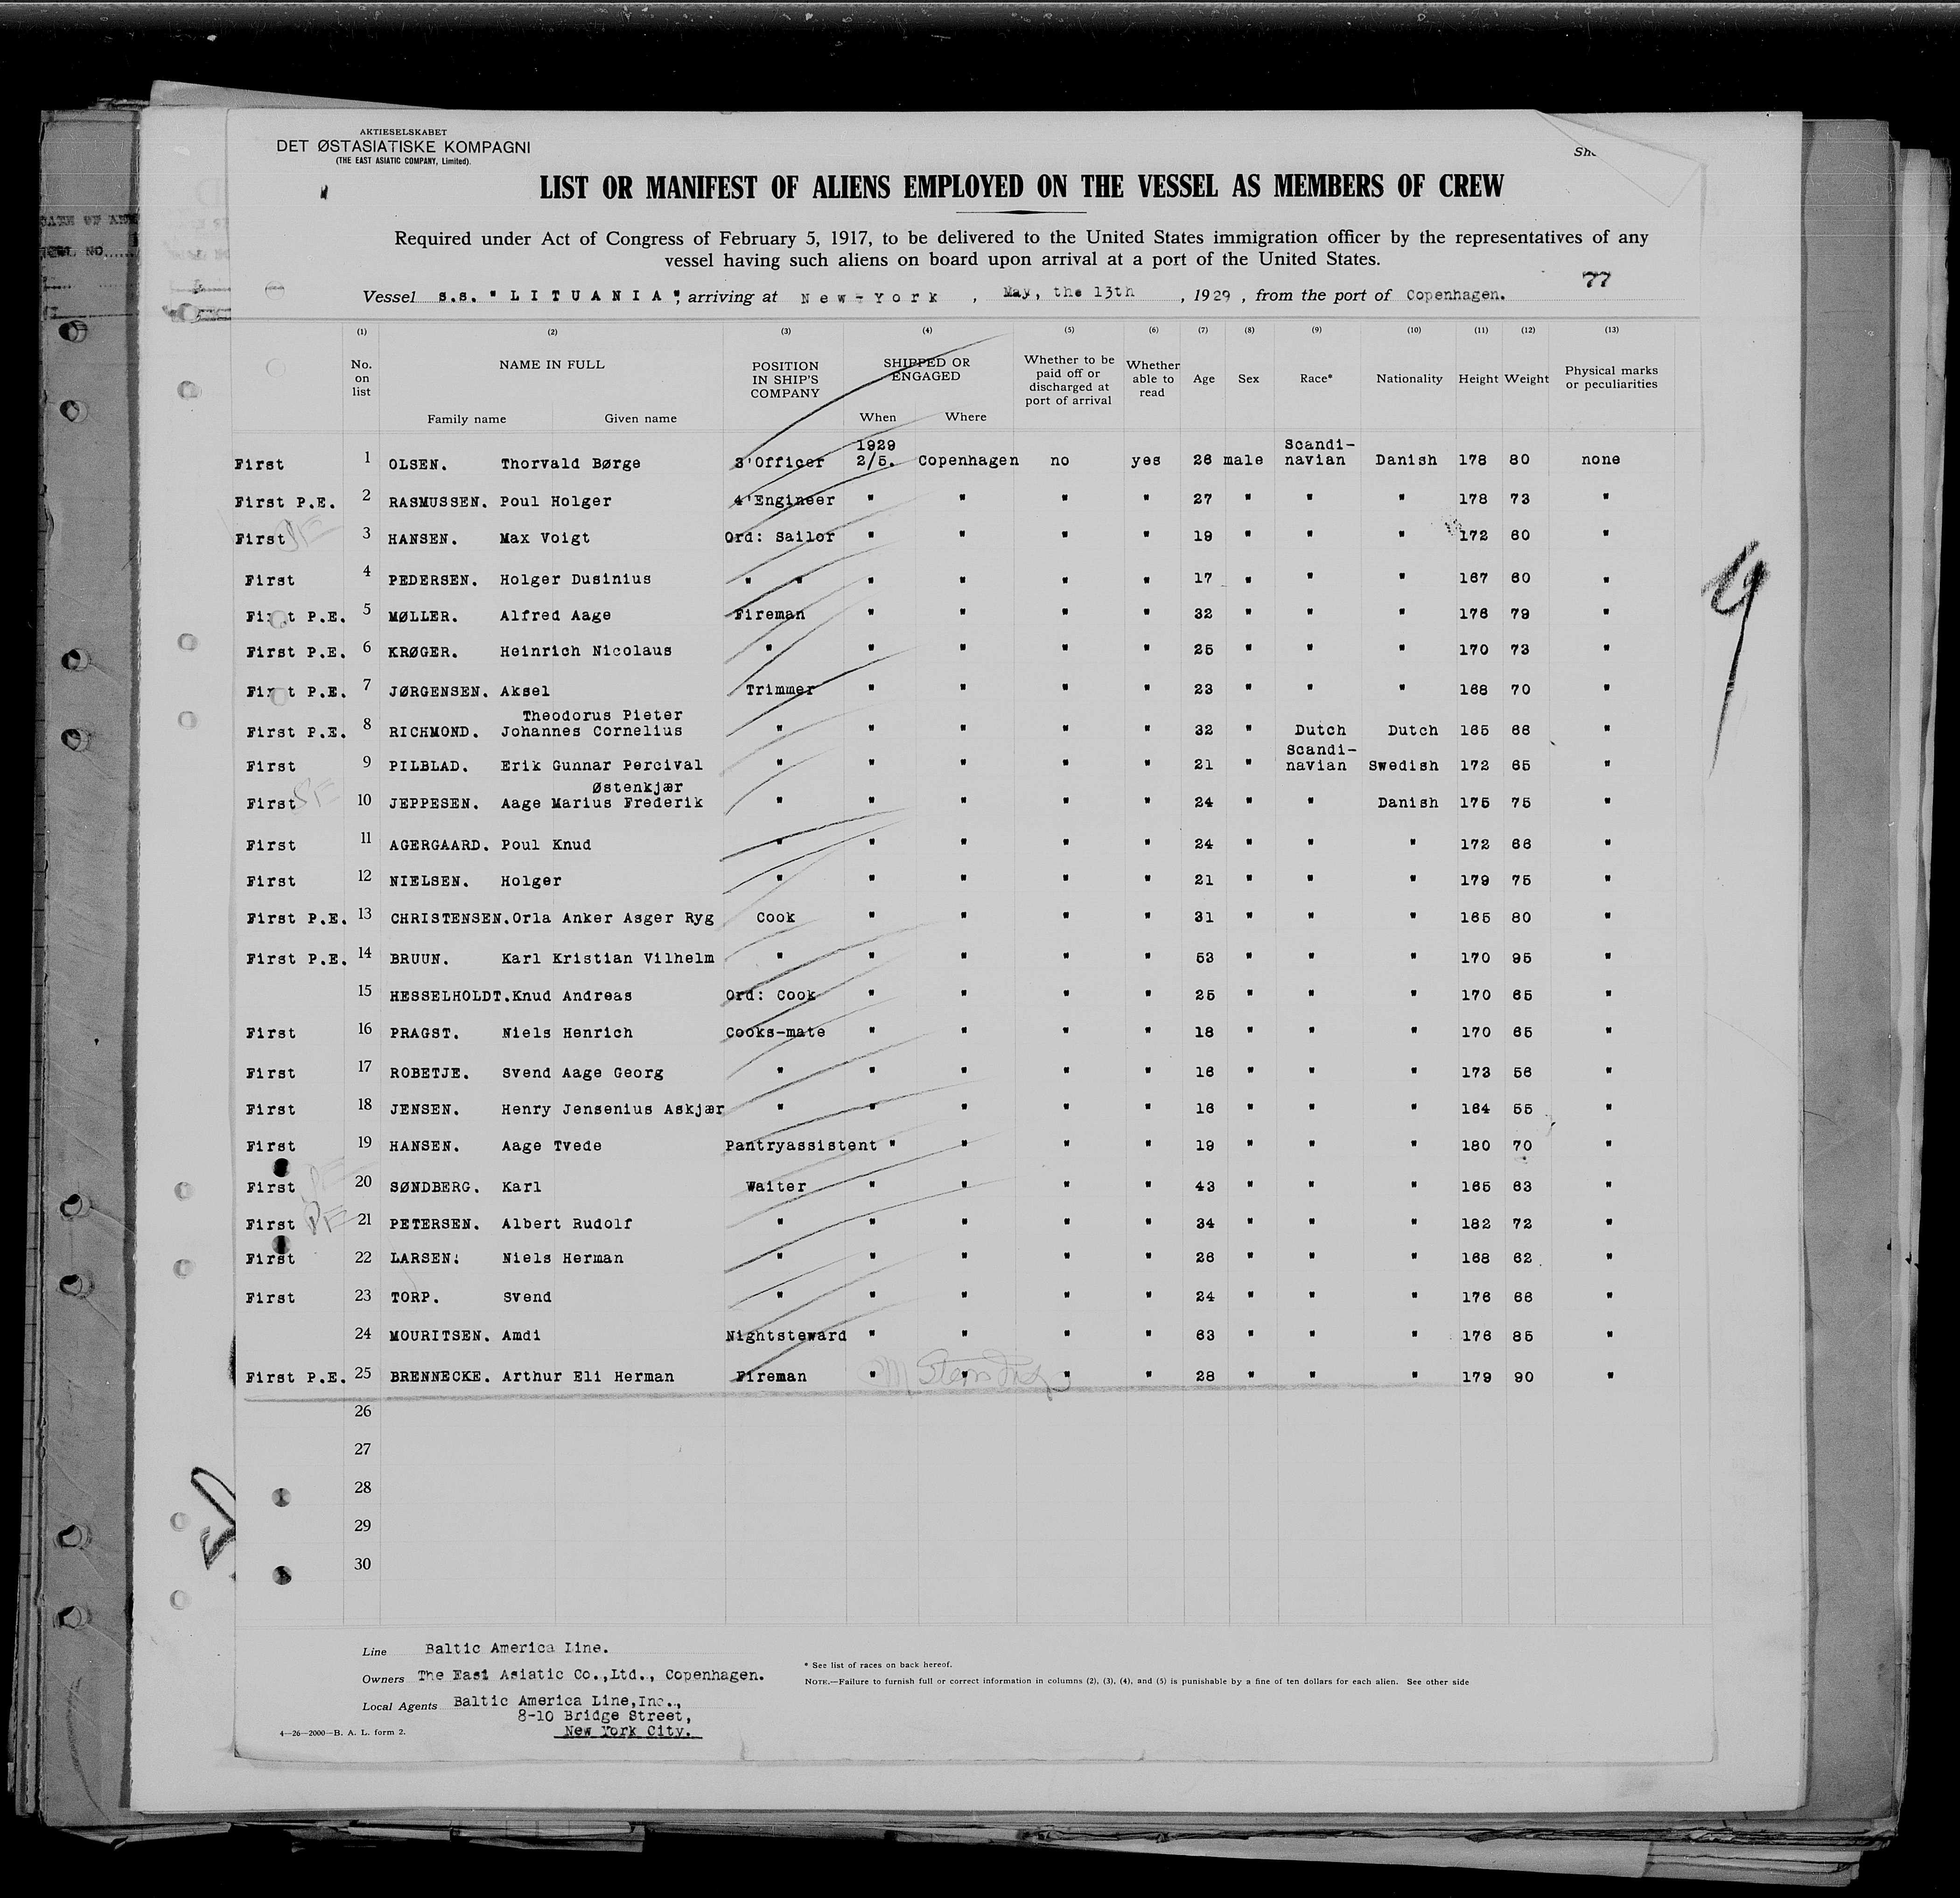 AKTIESELSKABET
DET ØSTASIATISKE KOMPAGNI
(THE EAST ASIATIC COMPANY, Limited).
LIST OR MANIFEST OF ALIENS EMPLOYED ON THE VESSEL AS MEMBERS OF CREW
Required under Act of Congress of February 5, 1917, to be delivered to the United States immigration officer by the representatives of any
vessel having such aliens on board upon arrival at a port of the United States.
77
Vessel s.s. "LITUANIA", arriving at New-York, May, the 13th, 1929, from the port of Copenhagen.
(1) (2) (3) (4) (5) (6) (7) (8) (9) (10) (11) (12) (13)
No. on list NAME IN FULL Family name Given name POSITION IN SHIP'S COMPANY SHIPPED OR ENGAGED When Where Whether to be paid off or discharged at port of arrival Whether able to read Age Sex Race* Nationality Height Weight Physical marks or peculiarities
1929 Scandi-
First 1 OLSEN. Thorvald Børge 3'Officer 2/5. Copenhagen no yes 26 male navian Danish 178 80 none
First P.E. 2 RASMUSSEN. Poul Holger 4'Engineer " " " " 27 " " " 178 73 "
First 3 HANSEN. Max Voigt Ord: Sailor " " " " 19 " " " 172 60 "
First 4 PEDERSEN. Holger Dusinius " " " " " " 17 " " " 167 60 "
First P.E. 5 MØLLER. Alfred Aage Fireman " " " " 32 " " " 176 79 "
First P.E. 6 KRØGER. Heinrich Nicolaus " " " " " 25 " " " 170 73 "
First P.E. 7 JØRGENSEN. Aksel Trimmer " " " " 23 " " " 168 70 "
Theodorus Pieter
First P.E. 8 RICHMOND. Johannes Cornelius " " " " " 32 " Dutch Dutch 165 66 "
Scandi-
First 9 PILBLAD. Erik Gunnar Percival " " " " " 21 " navian Swedish 172 65 "
Østenkjær
First 10 JEPPESEN. Aage Marius Frederik " " " " " 24 " " Danish 175 75 "
First 11 AGERGAARD. Poul Knud " " " " " 24 " " " 172 66 "
First 12 NIELSEN. Holger " " " " " 21 " " " 179 75 "
First P.E. 13 CHRISTENSEN. Orla Anker Asger Ryg Cook " " " " 31 " " " 165 80 "
First P.E. 14 BRUUN. Karl Kristian Vilhelm " " " " " 53 " " " 170 95 "
15 HESSELHOLDT. Knud Andreas Ord: Cook " " " " 25 " " " 170 65 "
First 16 PRAGST. Niels Henrich Cooks-mate " " " " 18 " " " 170 65 "
First 17 ROBETJE. Svend Aage Georg " " " " " 16 " " " 173 56 "
First 18 JENSEN. Henry Jensenius Askjær " " " " " 16 " " " 164 55 "
First 19 HANSEN. Aage Tvede Pantryassistent " " " " 19 " " " 180 70 "
First PE 20 SØNDBERG. Karl Waiter " " " " 43 " " " 165 63 "
First PE 21 PETERSEN. Albert Rudolf " " " " " 34 " " " 182 72 "
First 22 LARSEN. Niels Herman " " " " " 26 " " " 168 62 "
First 23 TORP. Svend " " " " " 24 " " " 176 66 "
24 MOURITSEN. Amdi Nightsteward " " " " 63 " " " 176 85 "
First P.E. 25 BRENNECKE. Arthur Eli Herman Fireman " " " " 28 " " " 179 90 "
26
27
28
29
30
Line Baltic America Line.
Owners The East Asiatic Co.,Ltd., Copenhagen.
Local Agents Baltic America Line,Inc.,
8-10 Bridge Street,
New York City.
* See list of races on back hereof.
NOTE.—Failure to furnish full or correct information in columns (2), (3), (4), and (5) is punishable by a fine of ten dollars for each alien. See other side
4—26—2000—B. A. L. form 2.